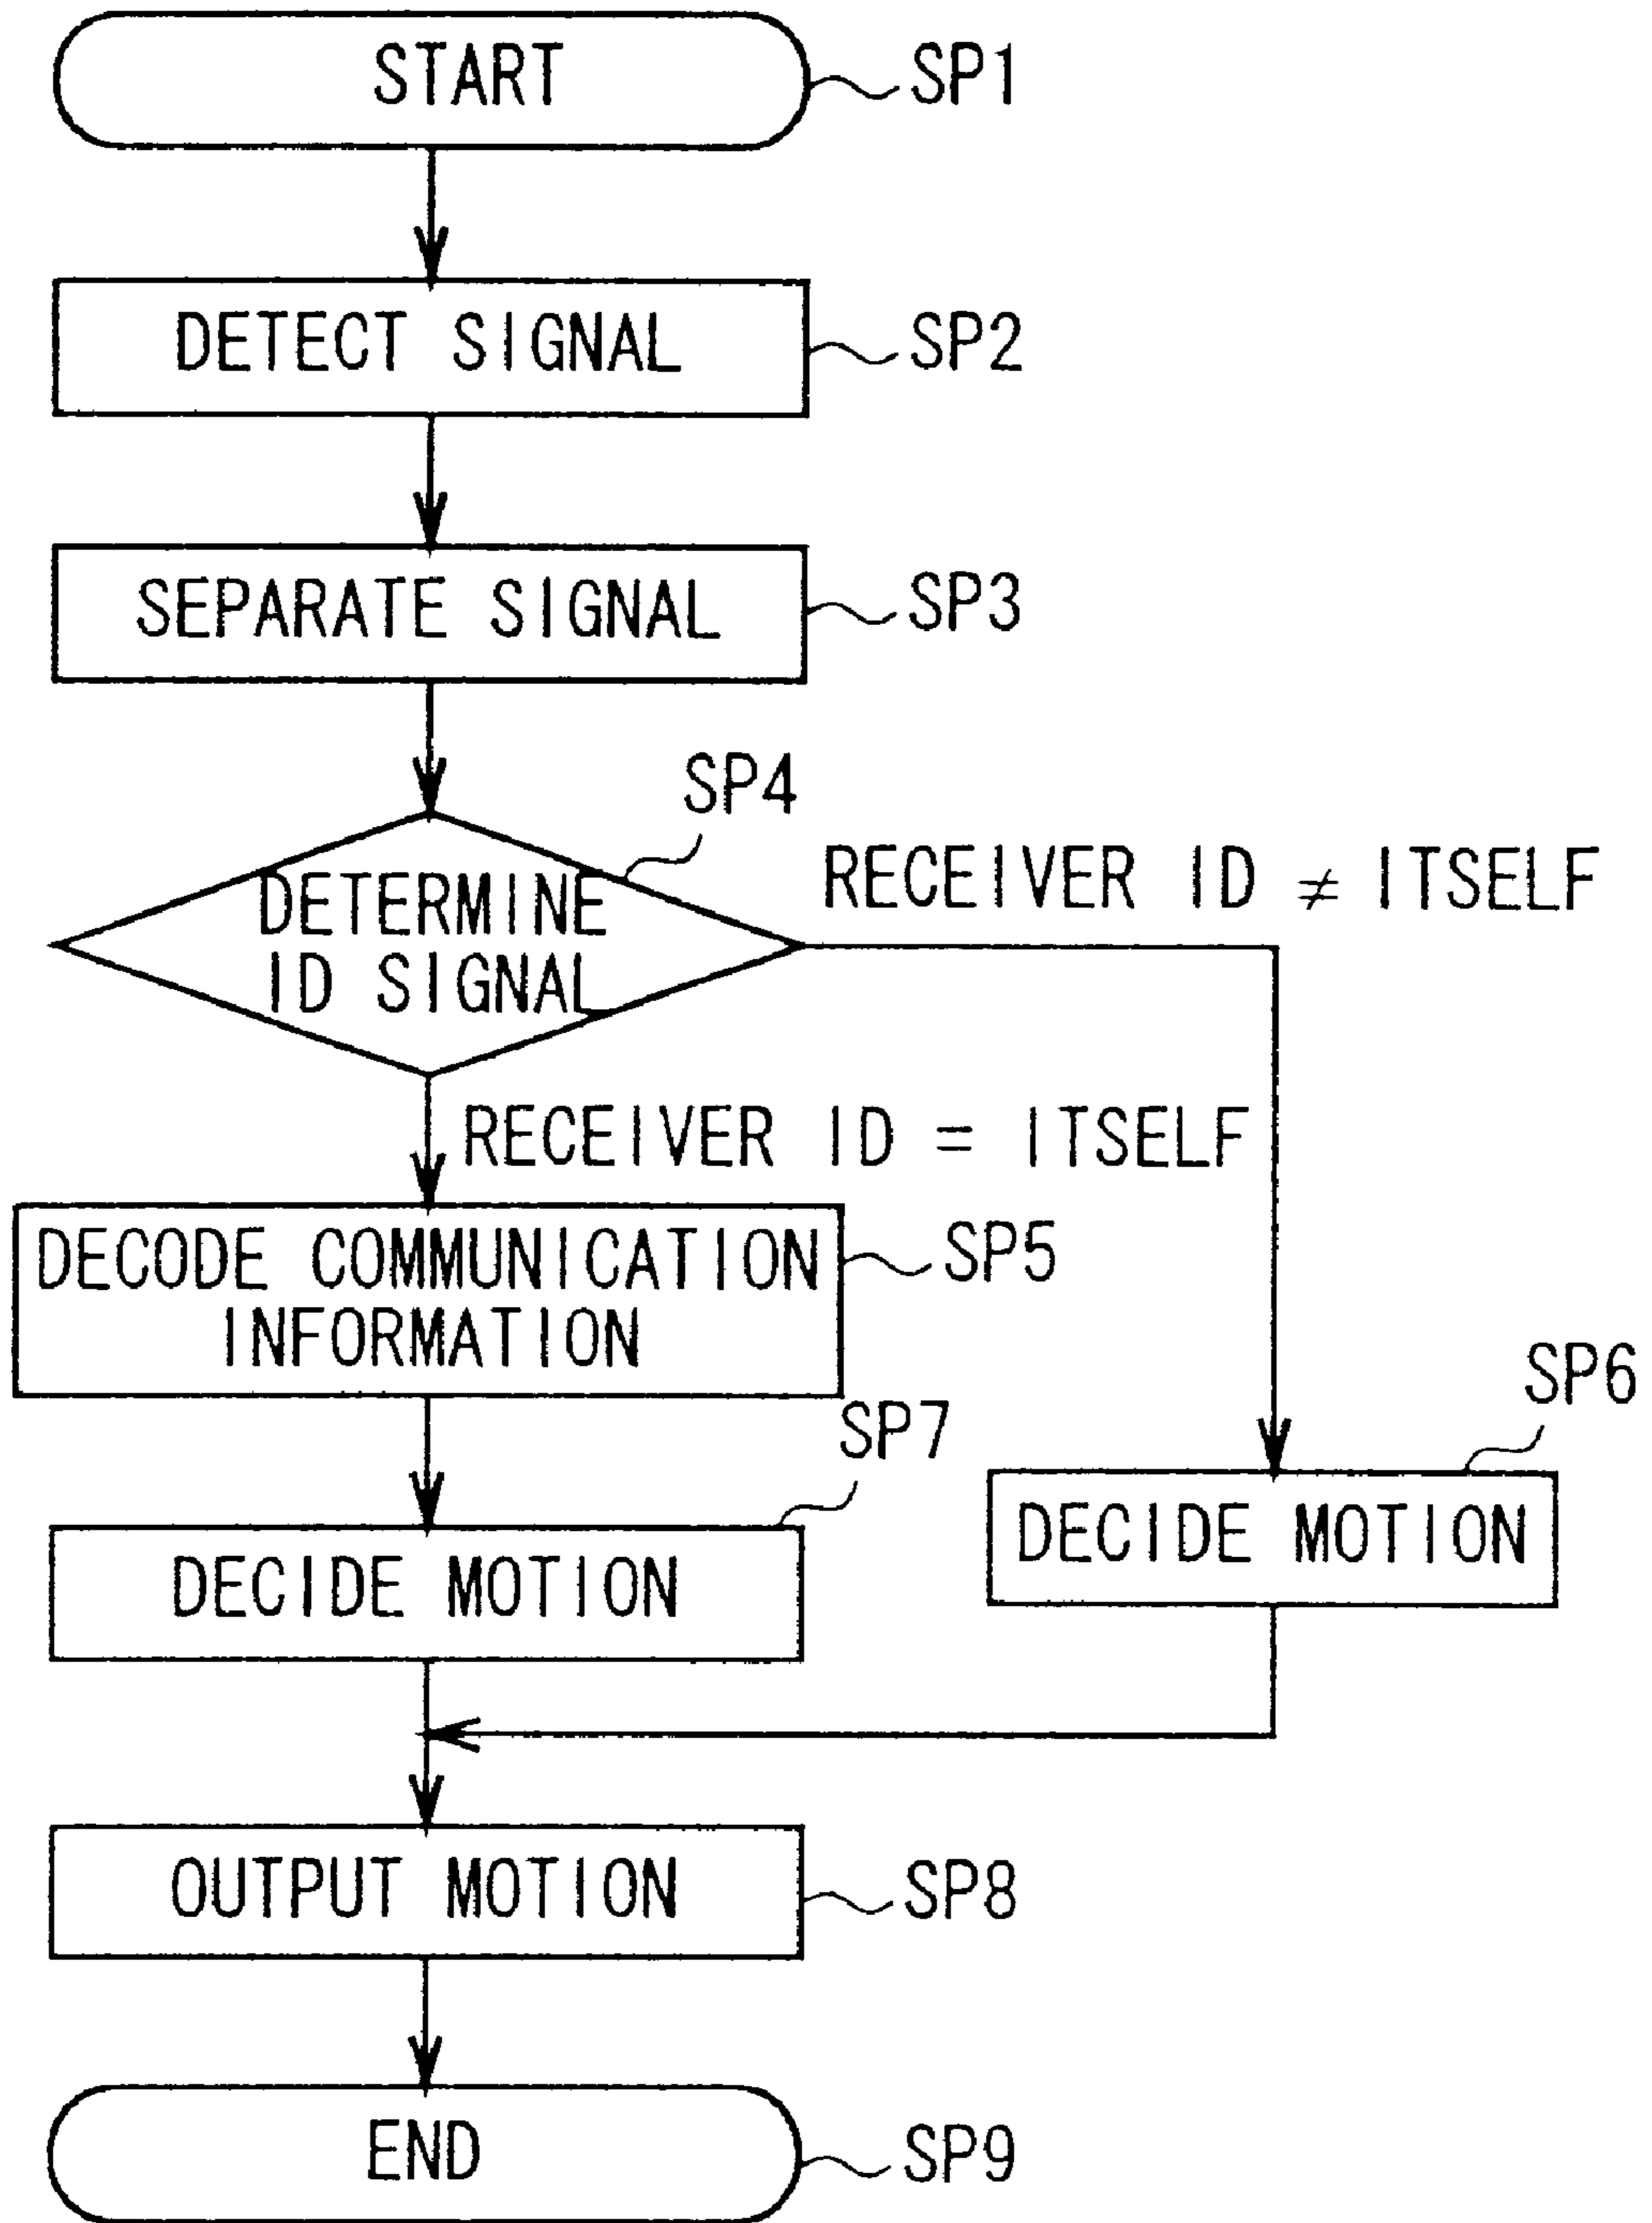 START
SP1
DETECT SIGNAL
SP2
SEPARATE SIGNAL
SP3
SP4
DETERMINE
ID SIGNAL
RECEIVER ID ≠ ITSELF
RECEIVER ID = ITSELF
DECODE COMMUNICATION
INFORMATION
SP5
SP6
DECIDE MOTION
SP7
DECIDE MOTION
OUTPUT MOTION
SP8
END
SP9